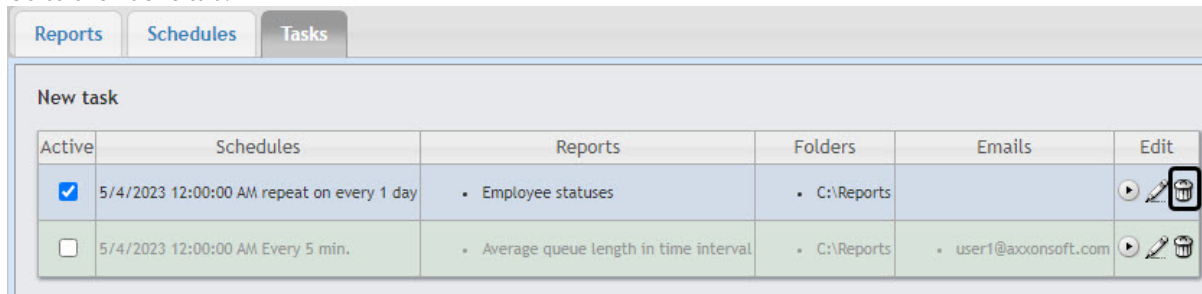 Reports Schedules Tasks
New task
Active Schedules Reports Folders Emails Edit
5/4/2023 12:00:00 AM repeat on every 1 day • Employee statuses • C:\Reports
5/4/2023 12:00:00 AM Every 5 min. • Average queue length in time interval • C:\Reports • user1@axxonsoft.com